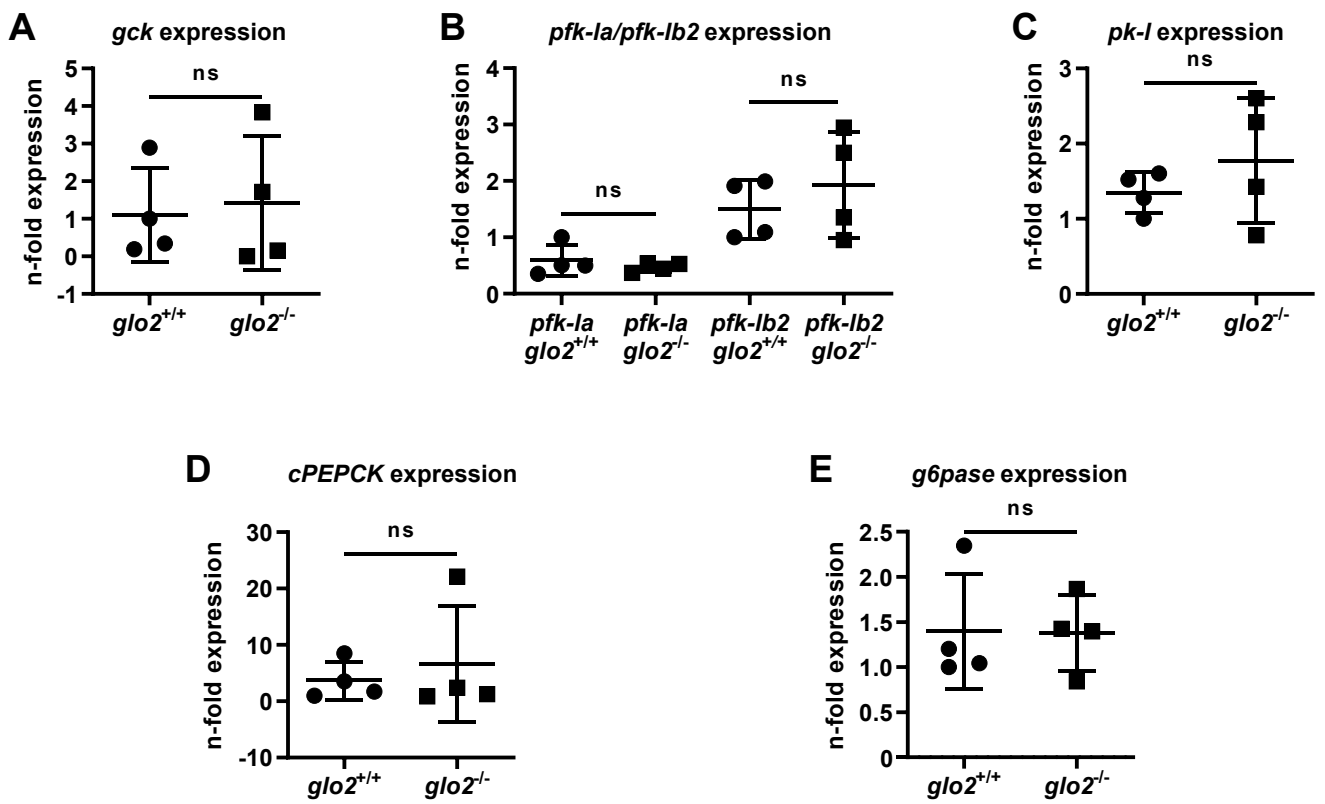 A
gck expression
n-fold expression
5
4
3
2
1
0
-1
ns
glo2+/+
glo2-/-
B
pfk-la/pfk-lb2 expression
n-fold expression
4
3
2
1
0
ns
ns
pfk-la
glo2+/+
pfk-la
glo2-/-
pfk-lb2
glo2+/+
pfk-lb2
glo2-/-
C
pk-l expression
n-fold expression
3
2
1
0
ns
glo2+/+
glo2-/-
D
cPEPCK expression
n-fold expression
30
20
10
0
-10
ns
glo2+/+
glo2-/-
E
g6pase expression
n-fold expression
2.5
2.0
1.5
1.0
0.5
0
ns
glo2+/+
glo2-/-